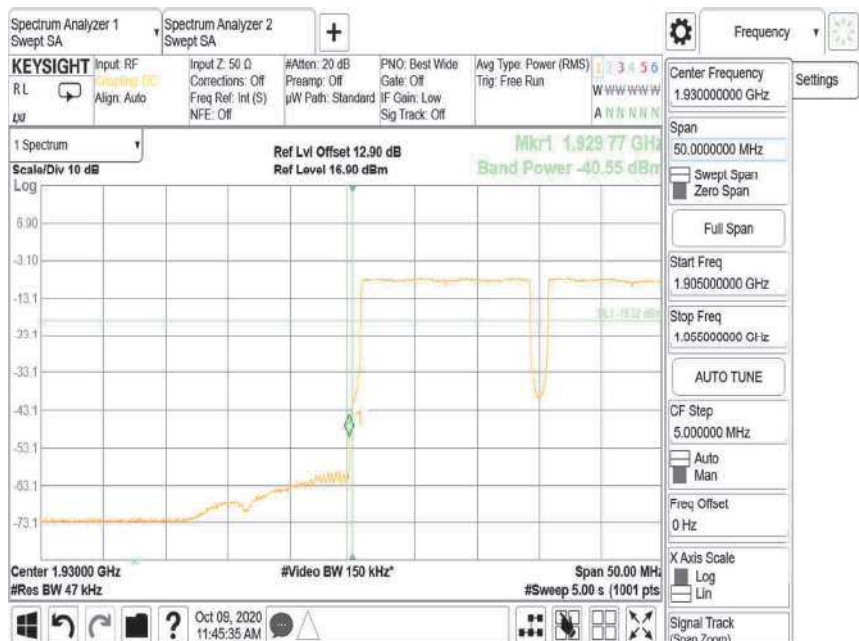 Spectrum Analyzer 1
Swept SA
Spectrum Analyzer 2
Swept SA
+
Frequency
KEYSIGHT
RL
LXI
Input: RF
Coupling: DC
Align: Auto
Input Z: 50 Ω
Corrections: Off
Freq Ref: Int (S)
NFE: Off
#Atten: 20 dB
Preamp: Off
µW Path: Standard
PNO: Best Wide
Gate: Off
IF Gain: Low
Sig Track: Off
Avg Type: Power (RMS)
Trig: Free Run
1 2 3 4 5 6
W W W W W W
A N N N N N
1 Spectrum
Scale/Div 10 dB
Log
Ref Lvl Offset 12.90 dB
Ref Level 16.90 dBm
Mkr1 1.929 77 GHz
Band Power -40.55 dBm
6.90
-3.10
-13.1
-23.1
-33.1
-43.1
-53.1
-63.1
-73.1
1
Center 1.93000 GHz
#Res BW 47 kHz
#Video BW 150 kHz*
Span 50.00 MHz
#Sweep 5.00 s (1001 pts
Oct 09, 2020
11:45:35 AM
Center Frequency
1.930000000 GHz
Settings
Span
50.0000000 MHz
Swept Span
Zero Span
Full Span
Start Freq
1.905000000 GHz
Stop Freq
1.055000000 GHz
AUTO TUNE
CF Step
5.000000 MHz
Auto
Man
Freq Offset
0 Hz
X Axis Scale
Log
Lin
Signal Track
(Span Zoom)